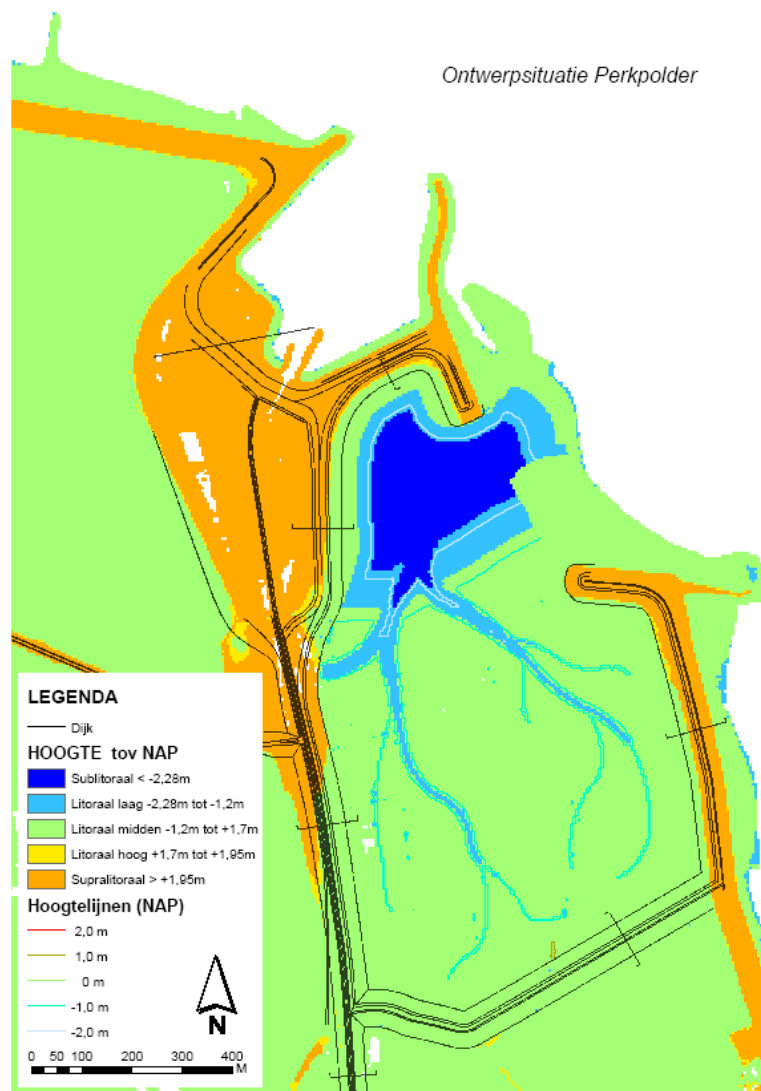 Ontwerpsituatie Perkpolder
LEGENDA
Dijk
HOOGTE tov NAP
Sublitoraal < -2,28m
Litoraal laag -2,28m tot -1,2m
Litoraal midden -1,2m tot +1,7m
Litoraal hoog +1,7m tot +1,95m
Supralitoraal > +1,95m
Hoogtelijnen (NAP)
2,0 m
1,0 m
0 m
-1,0 m
-2,0 m
N
0 50 100 200 300 400
M